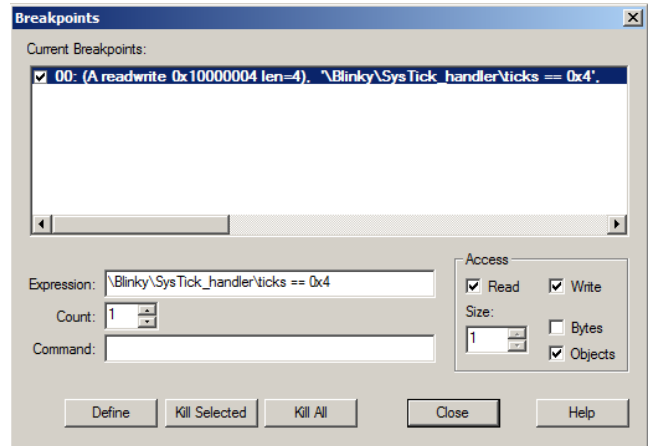 Breakpoints
Current Breakpoints:
00: (A readwrite 0x10000004 len=4), '\Blinky\SysTick_handler\ticks == 0x4',
Expression: \Blinky\SysTick_handler\ticks == 0x4
Count: 1
Command:
Access
Read Write
Size:
1
Bytes
Objects
Define Kill Selected Kill All Close Help